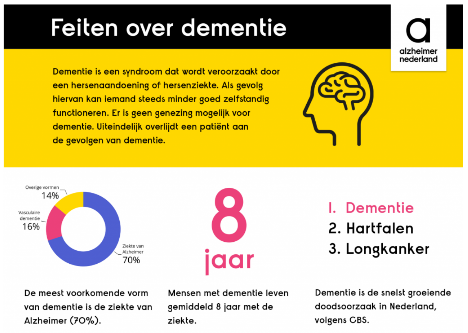 Feiten over dementie
a
alzheimer
nederland
Dementie is een syndroom dat wordt veroorzaakt door
een hersenaandoening of hersenziekte. Als gevolg
hiervan kan iemand steeds minder goed zelfstandig
functioneren. Er is geen genezing mogelijk voor
dementie. Uiteindelijk overlijdt een patiënt aan
de gevolgen van dementie.
Overige vormen
14%
Vasculaire
dementie
16%
Ziekte van
Alzheimer
70%
De meest voorkomende vorm
van dementie is de ziekte van
Alzheimer (70%).
8
jaar
Mensen met dementie leven
gemiddeld 8 jaar met de
ziekte.
1. Dementie
2. Hartfalen
3. Longkanker
Dementie is de snelst groeiende
doodsoorzaak in Nederland,
volgens CBS.